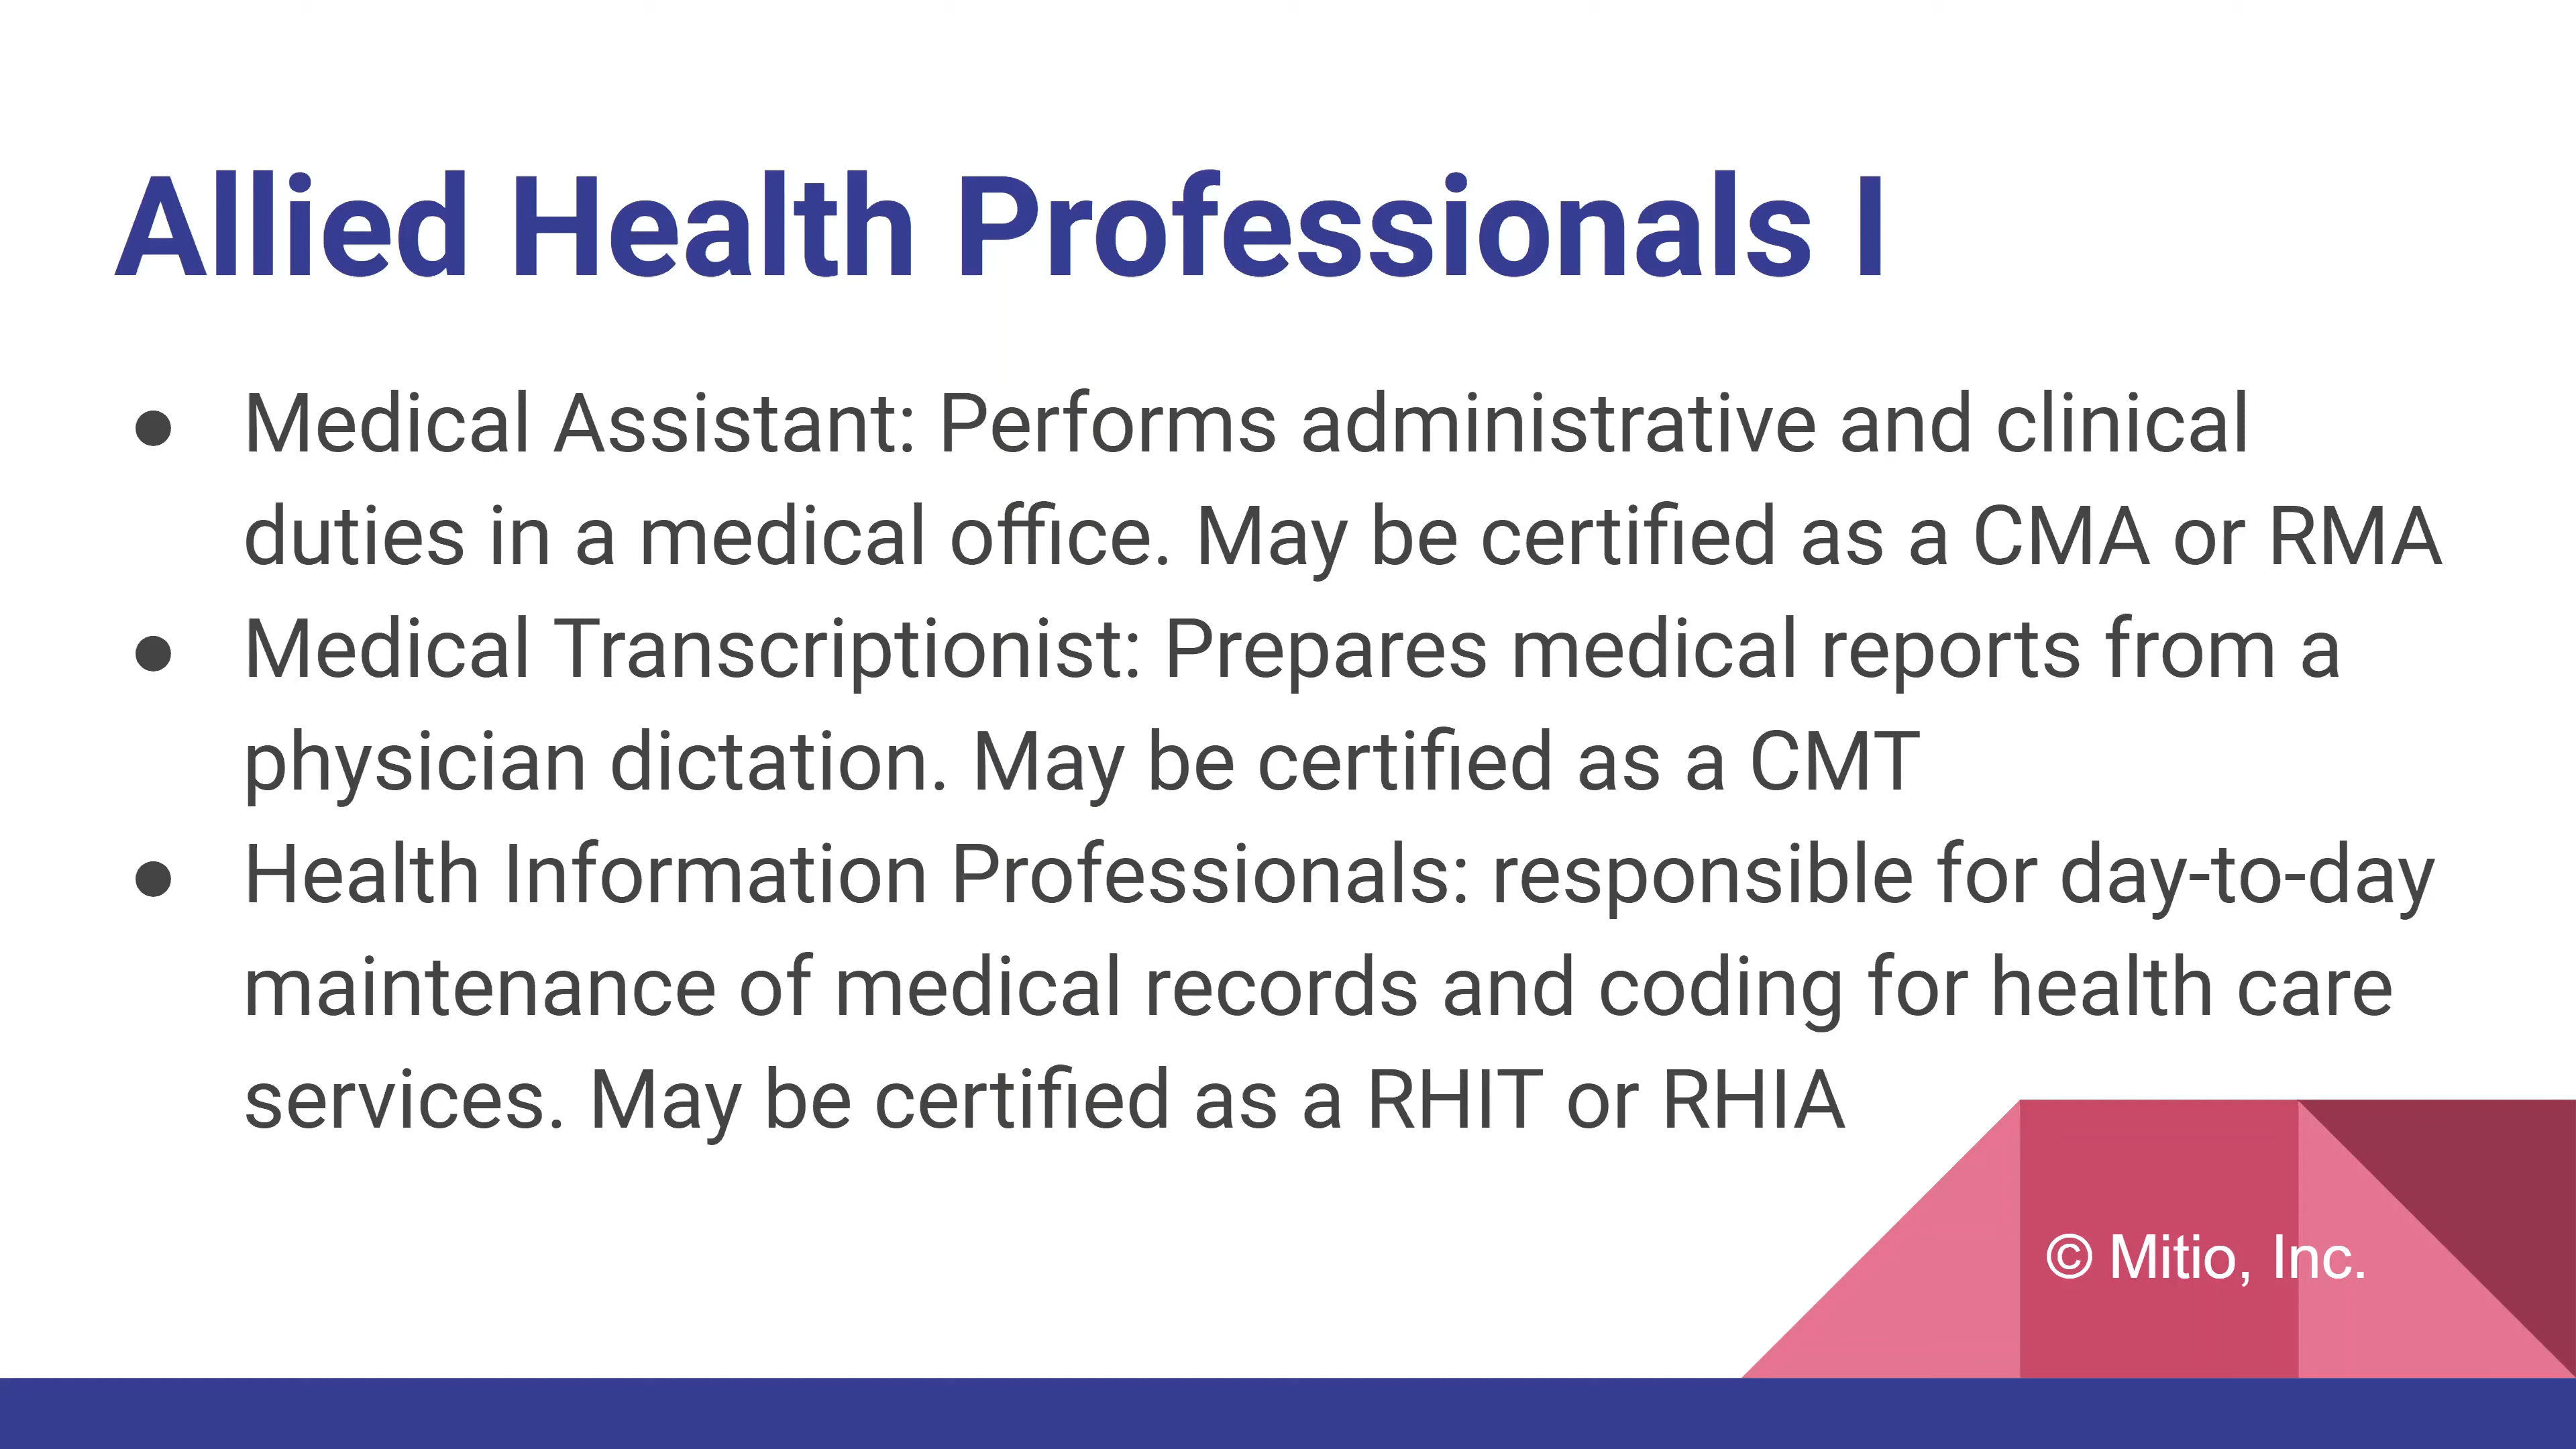 Allied Health Professionals I
● Medical Assistant: Performs administrative and clinical
duties in a medical office. May be certified as a CMA or RMA
● Medical Transcriptionist: Prepares medical reports from a
physician dictation. May be certified as a CMT
● Health Information Professionals: responsible for day-to-day
maintenance of medical records and coding for health care
services. May be certified as a RHIT or RHIA
© Mitio, Inc.